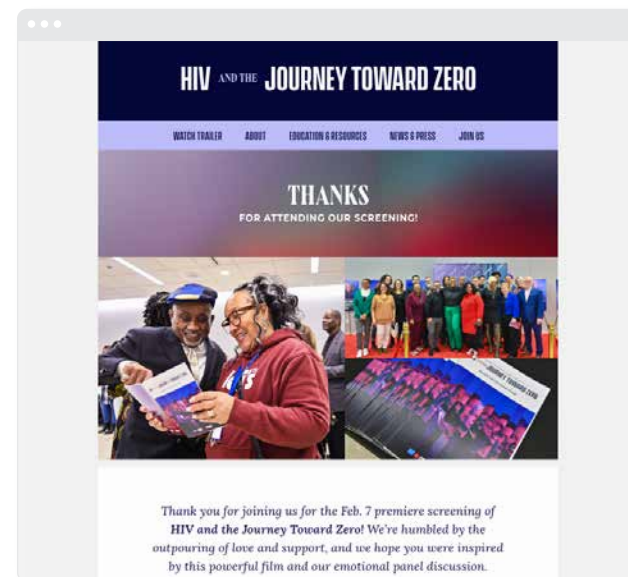 HIV AND THE JOURNEY TOWARD ZERO
WATCH TRAILER ABOUT EDUCATION & RESOURCES NEWS & PRESS JOIN US
THANKS
FOR ATTENDING OUR SCREENING!
JOURNEY TOWARD ZERO
Thank you for joining us for the Feb. 7 premiere screening of
HIV and the Journey Toward Zero! We're humbled by the
outpouring of love and support, and we hope you were inspired
by this powerful film and our emotional panel discussion.